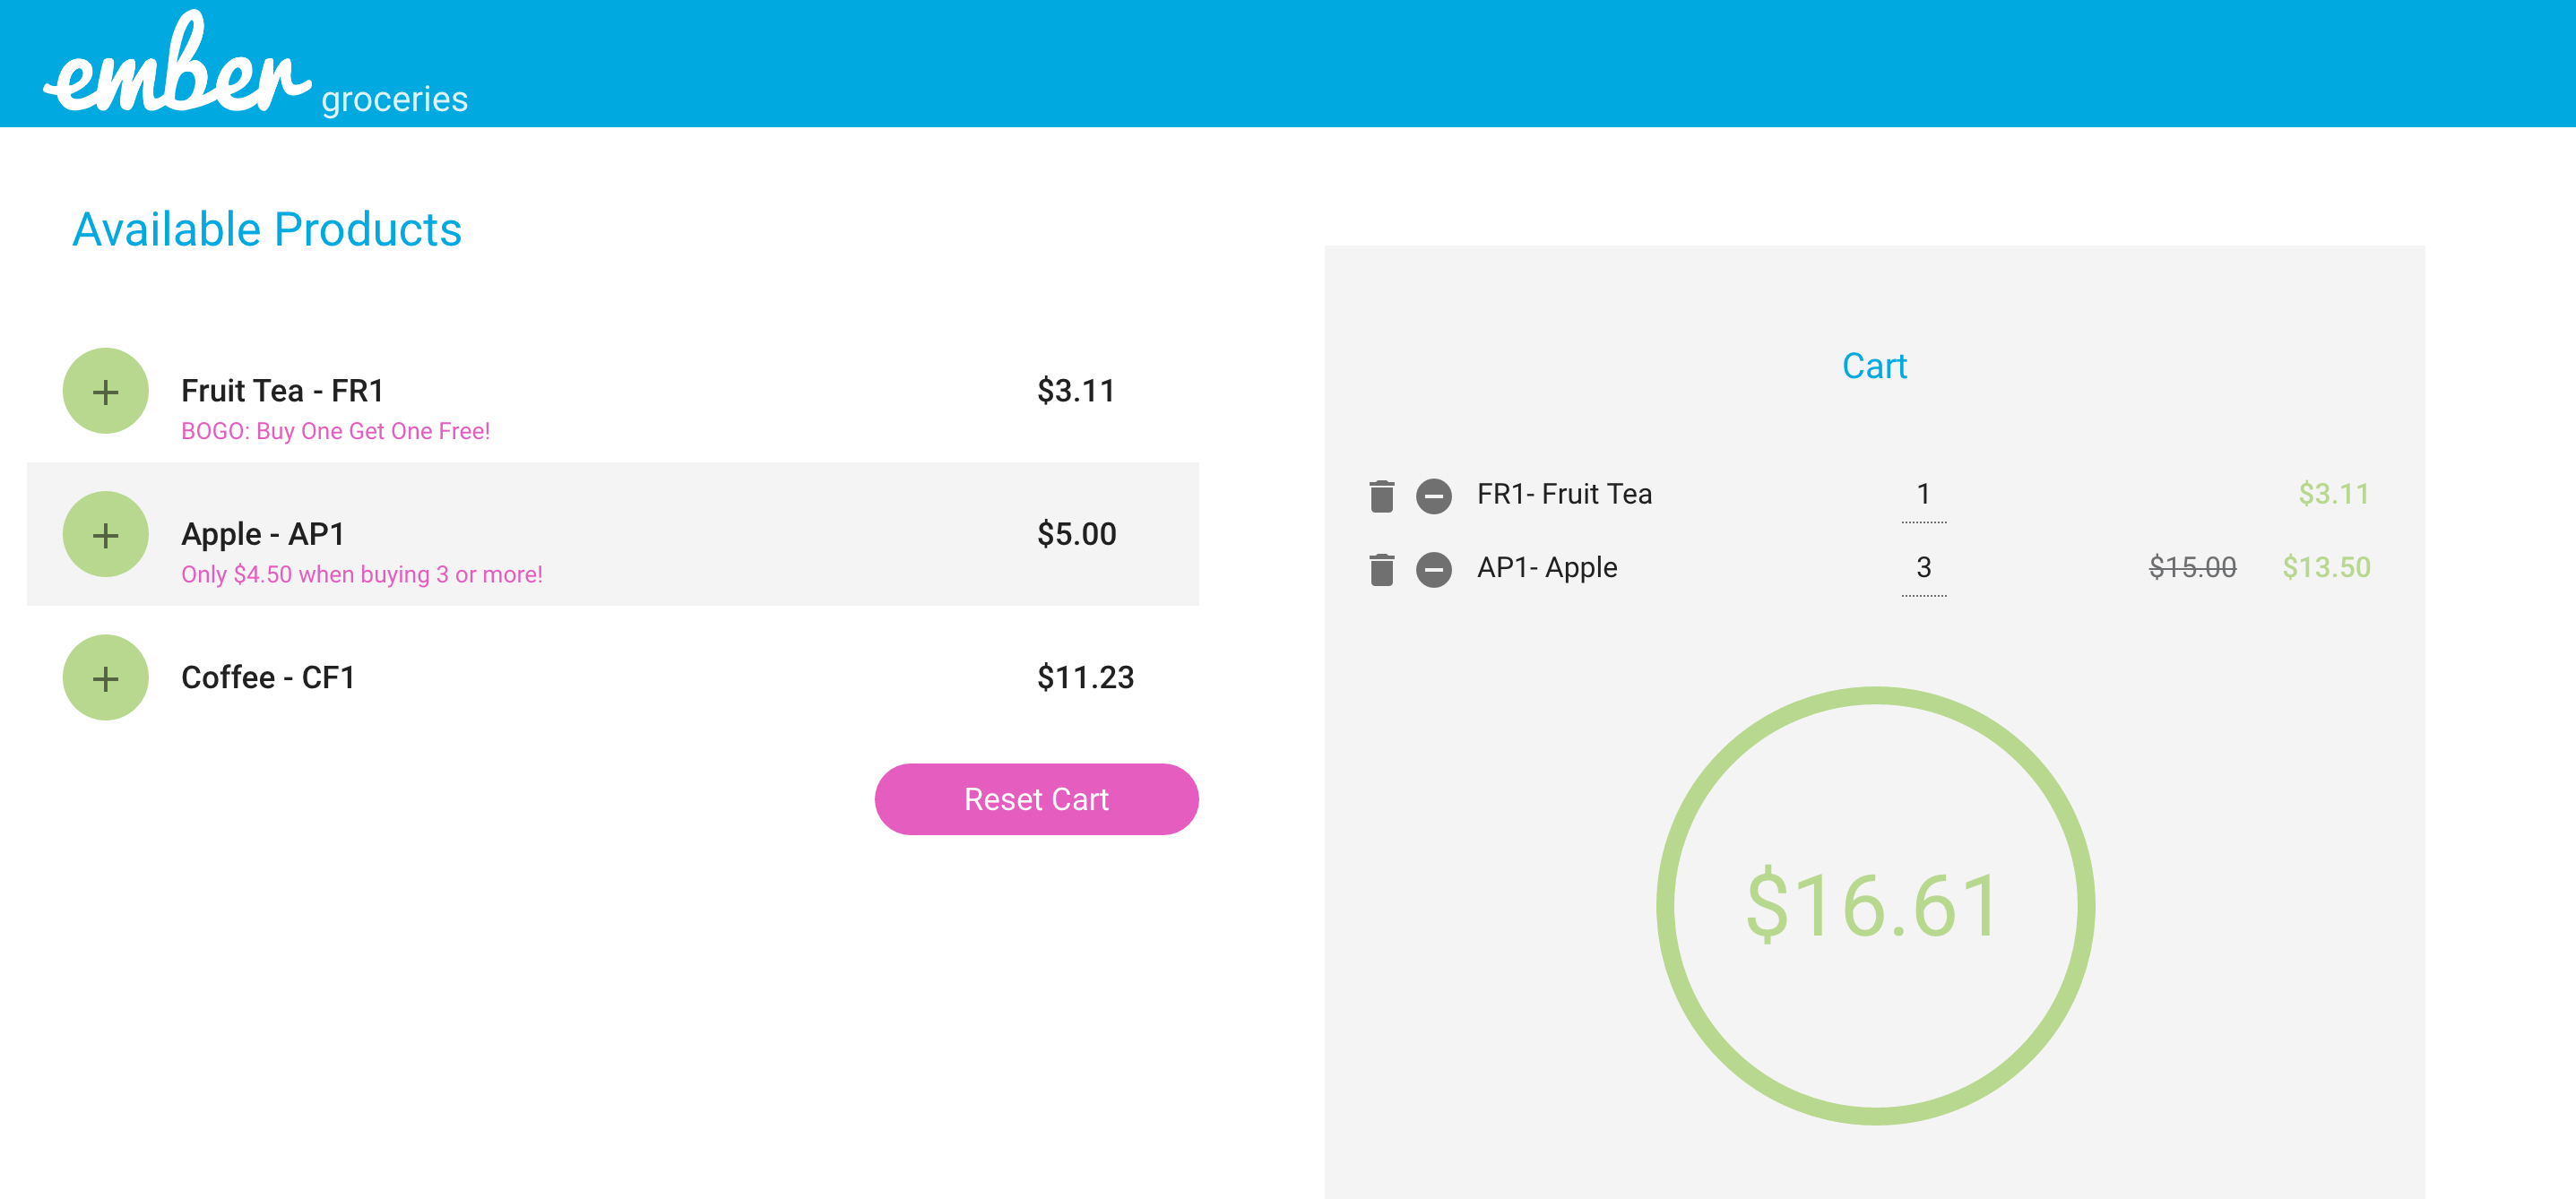 ember groceries
Available Products
Fruit Tea - FR1 $3.11
BOGO: Buy One Get One Free!
Apple - AP1 $5.00
Only $4.50 when buying 3 or more!
Coffee - CF1 $11.23
Reset Cart
Cart
FR1- Fruit Tea 1 $3.11
AP1- Apple 3 $15.00 $13.50
$16.61